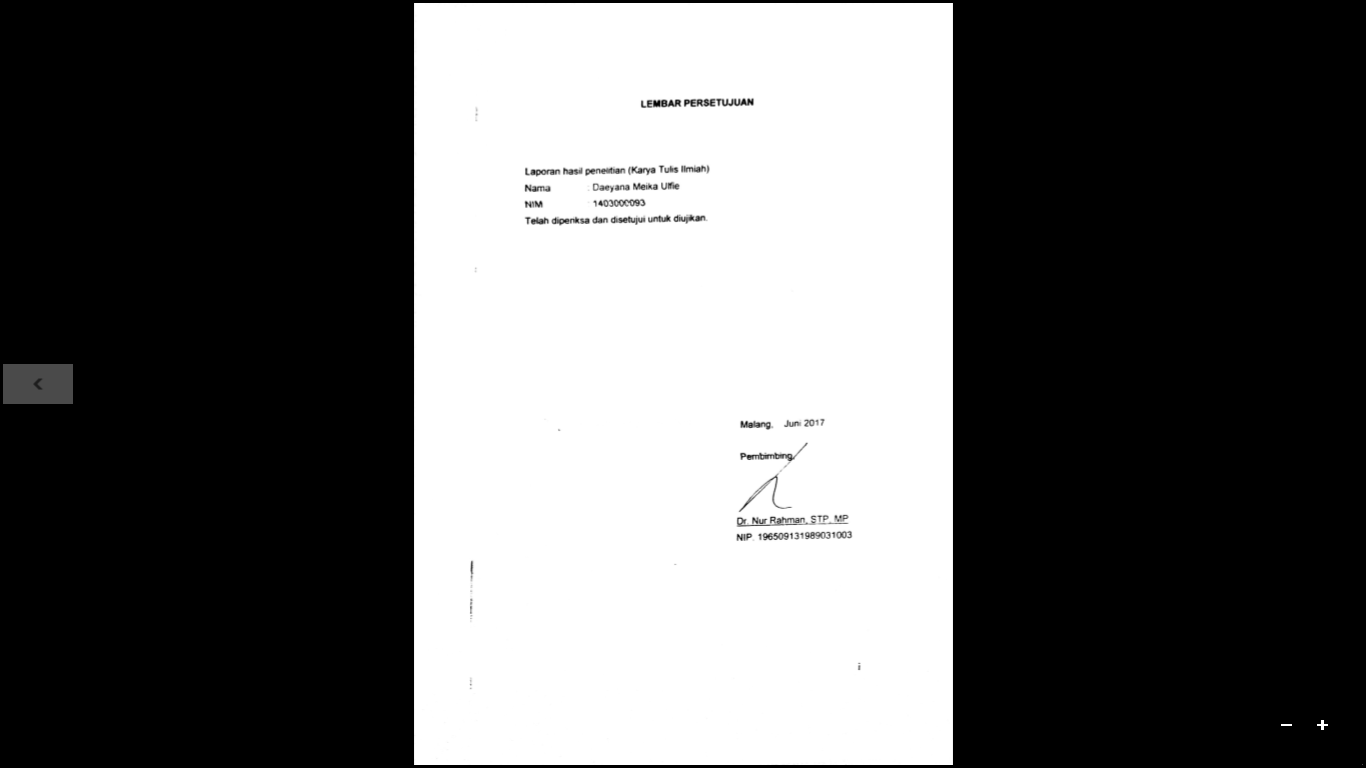 LEMBAR PERSETUJUAN
Laporan hasil penelitian (Karya Tulis Ilmiah)
Nama : Daeyana Meika Ulfie
NIM : 1403000093
Telah dipenksa dan disetujui untuk diujikan.
Malang, Juni 2017
Pembimbing,
Dr. Nur Rahman, STP, MP
NIP. 196509131989031003
i